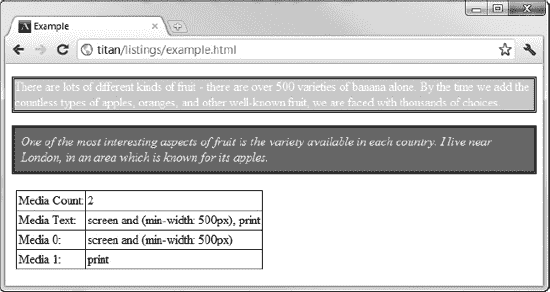 Example
titan/listings/example.html
There are lots of different kinds of fruit - there are over 500 varieties of banana alone. By the time we add the
countless types of apples, oranges, and other well-known fruit, we are faced with thousands of choices.
One of the most interesting aspects of fruit is the variety available in each country. I live near
London, in an area which is known for its apples.
Media Count: 2
Media Text: screen and (min-width: 500px), print
Media 0: screen and (min-width: 500px)
Media 1: print